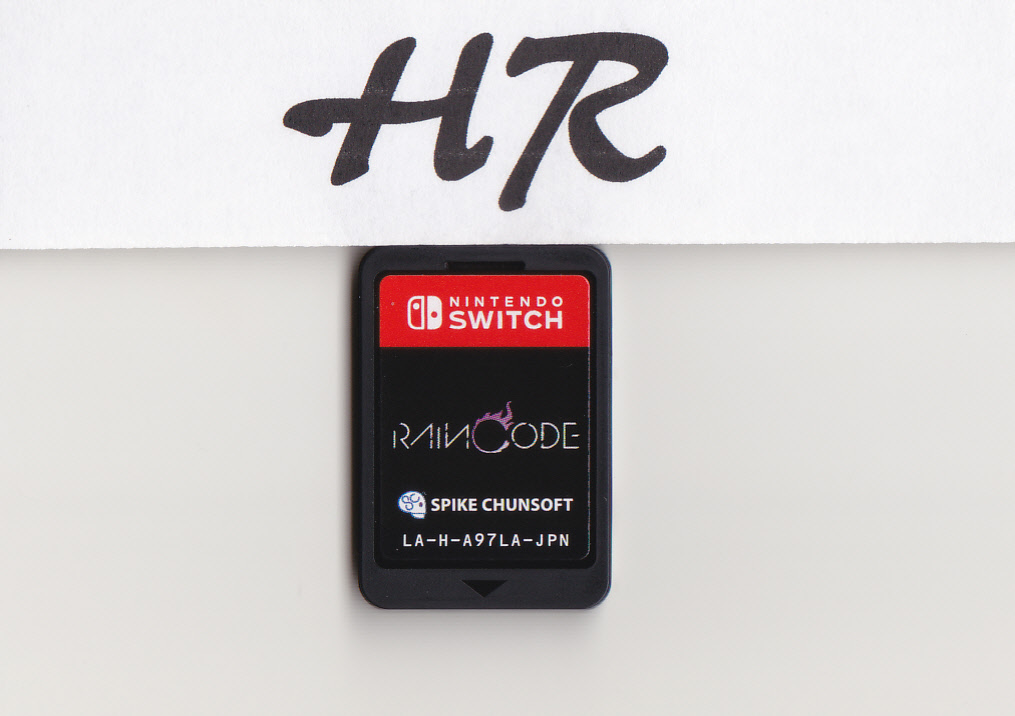 HR
NINTENDO
SWITCH
RAINCODE
SPIKE CHUNSOFT
LA-H-A97LA-JPN